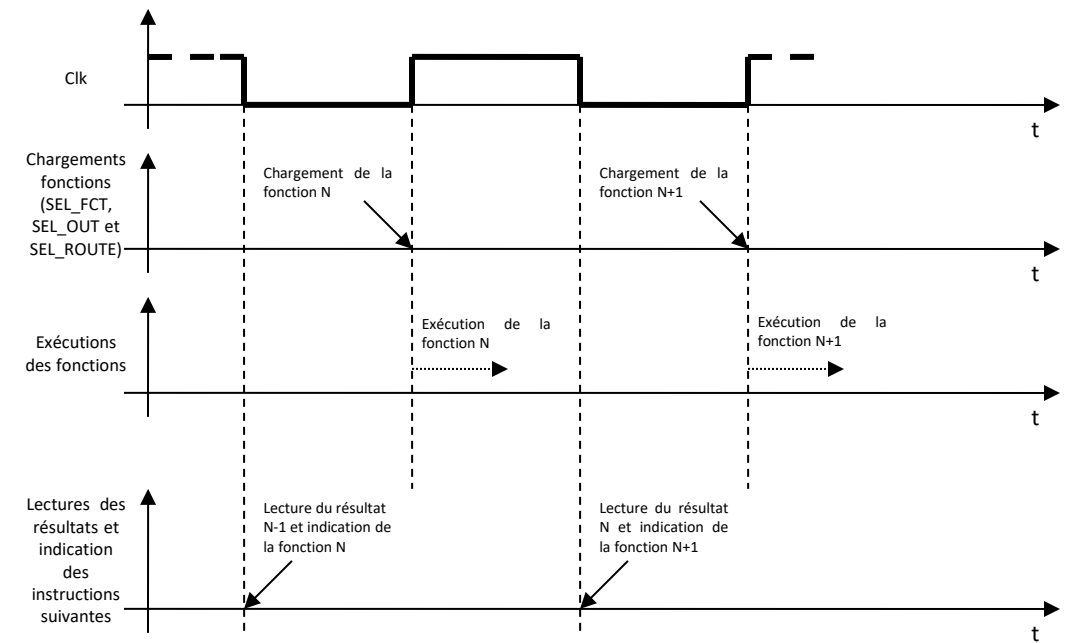 Clk
t
Chargements
fonctions
(SEL_FCT,
SEL_OUT et
SEL_ROUTE)
Chargement de la
fonction N
Chargement de la
fonction N+1
t
Exécutions
des fonctions
Exécution de la
fonction N
Exécution de la
fonction N+1
t
Lectures des
résultats et
indication
des
instructions
suivantes
Lecture du résultat
N-1 et indication de
la fonction N
Lecture du résultat
N et indication de
la fonction N+1
t